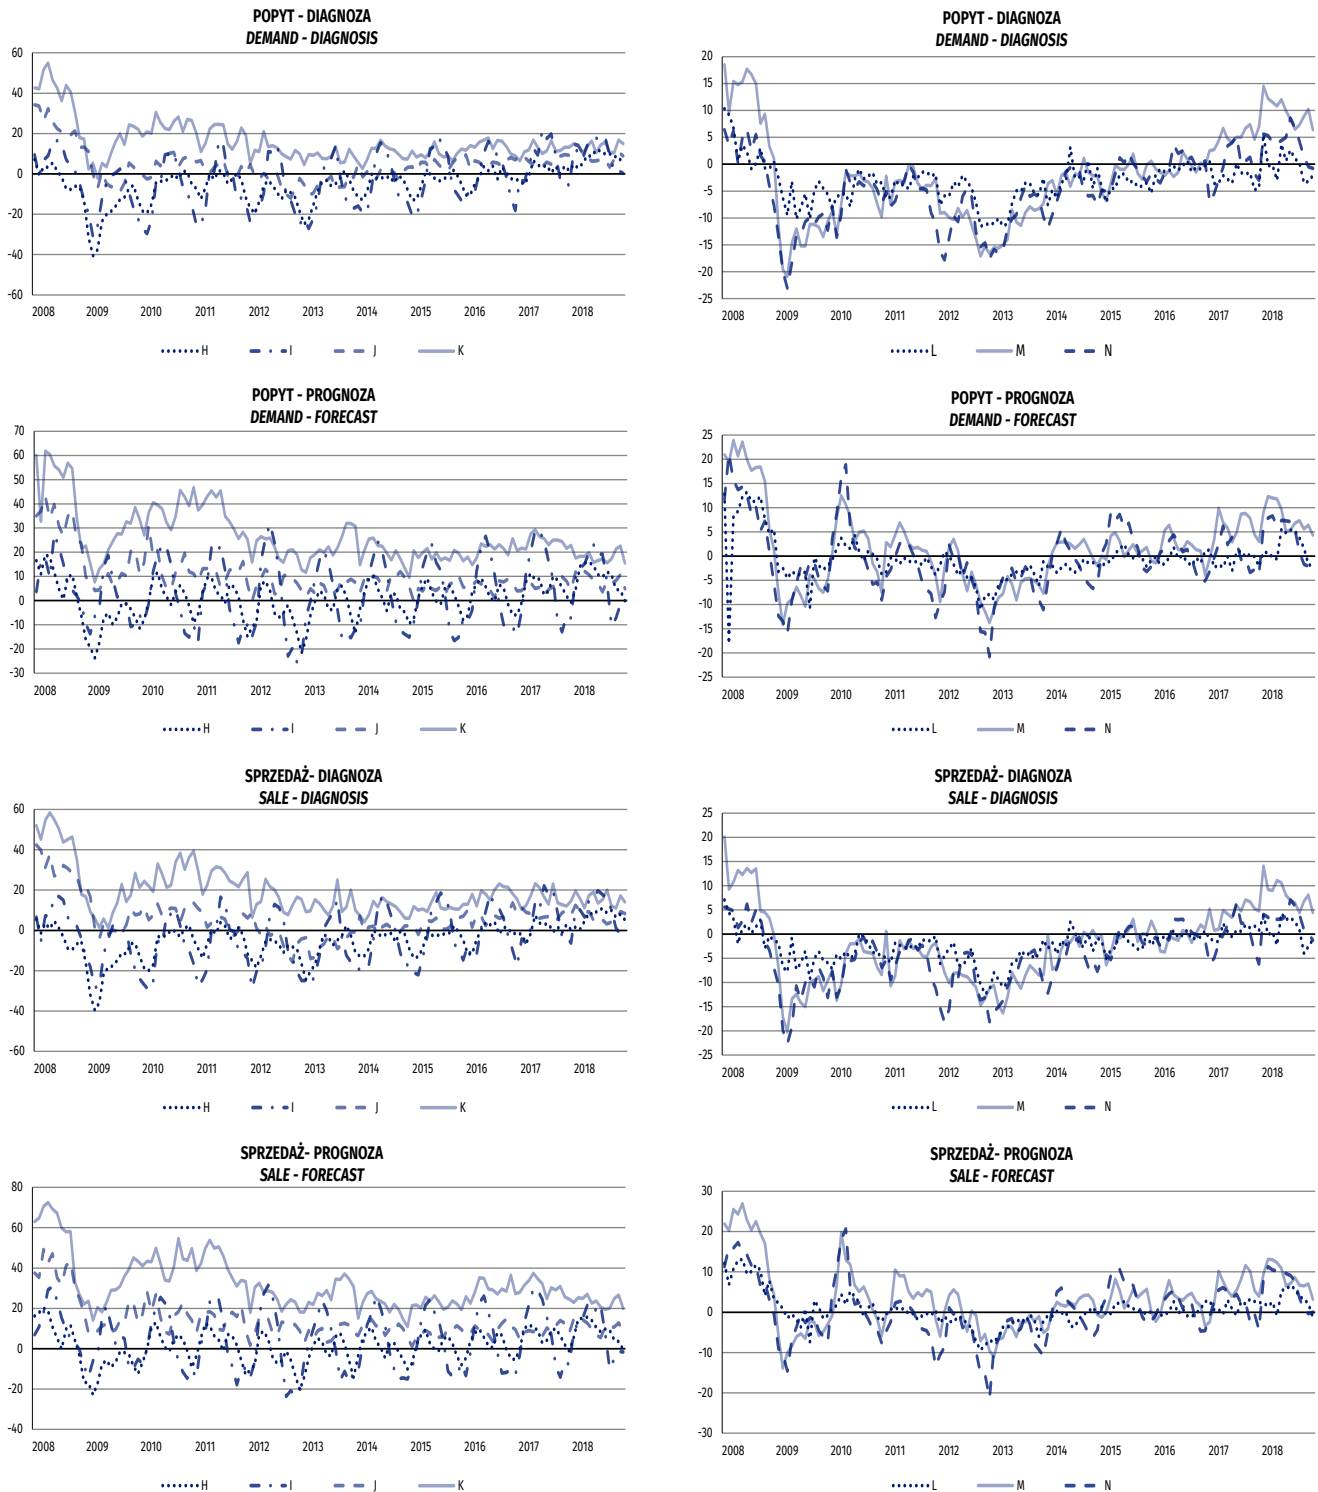 POPYT - DIAGNOZA
DEMAND - DIAGNOSIS
60
40
20
0
-20
-40
-60
2008 2009 2010 2011 2012 2013 2014 2015 2016 2017 2018
H I J K
POPYT - DIAGNOZA
DEMAND - DIAGNOSIS
20
15
10
5
0
-5
-10
-15
-20
-25
2008 2009 2010 2011 2012 2013 2014 2015 2016 2017 2018
L M N
POPYT - PROGNOZA
DEMAND - FORECAST
70
60
50
40
30
20
10
0
-10
-20
-30
2008 2009 2010 2011 2012 2013 2014 2015 2016 2017 2018
H I J K
POPYT - PROGNOZA
DEMAND - FORECAST
25
20
15
10
5
0
-5
-10
-15
-20
-25
2008 2009 2010 2011 2012 2013 2014 2015 2016 2017 2018
L M N
SPRZEDAŻ- DIAGNOZA
SALE - DIAGNOSIS
60
40
20
0
-20
-40
-60
2008 2009 2010 2011 2012 2013 2014 2015 2016 2017 2018
H I J K
SPRZEDAŻ- DIAGNOZA
SALE - DIAGNOSIS
25
20
15
10
5
0
-5
-10
-15
-20
-25
2008 2009 2010 2011 2012 2013 2014 2015 2016 2017 2018
L M N
SPRZEDAŻ- PROGNOZA
SALE - FORECAST
80
60
40
20
0
-20
-40
2008 2009 2010 2011 2012 2013 2014 2015 2016 2017 2018
H I J K
SPRZEDAŻ- PROGNOZA
SALE - FORECAST
30
20
10
0
-10
-20
-30
2008 2009 2010 2011 2012 2013 2014 2015 2016 2017 2018
L M N